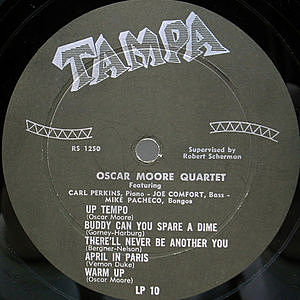 TAMPA
RS 1250
Supervised by
Robert Scherman
OSCAR MOORE QUARTET
Featuring
CARL PERKINS, Piano - JOE COMFORT, Bass -
MIKE PACHECO, Bongos
UP TEMPO
(Oscar Moore)
BUDDY CAN YOU SPARE A DIME
(Gorney-Harburg)
THERE'LL NEVER BE ANOTHER YOU
(Bergner-Nelson)
APRIL IN PARIS
(Vernon Duke)
WARM UP
(Oscar Moore)
LP 10